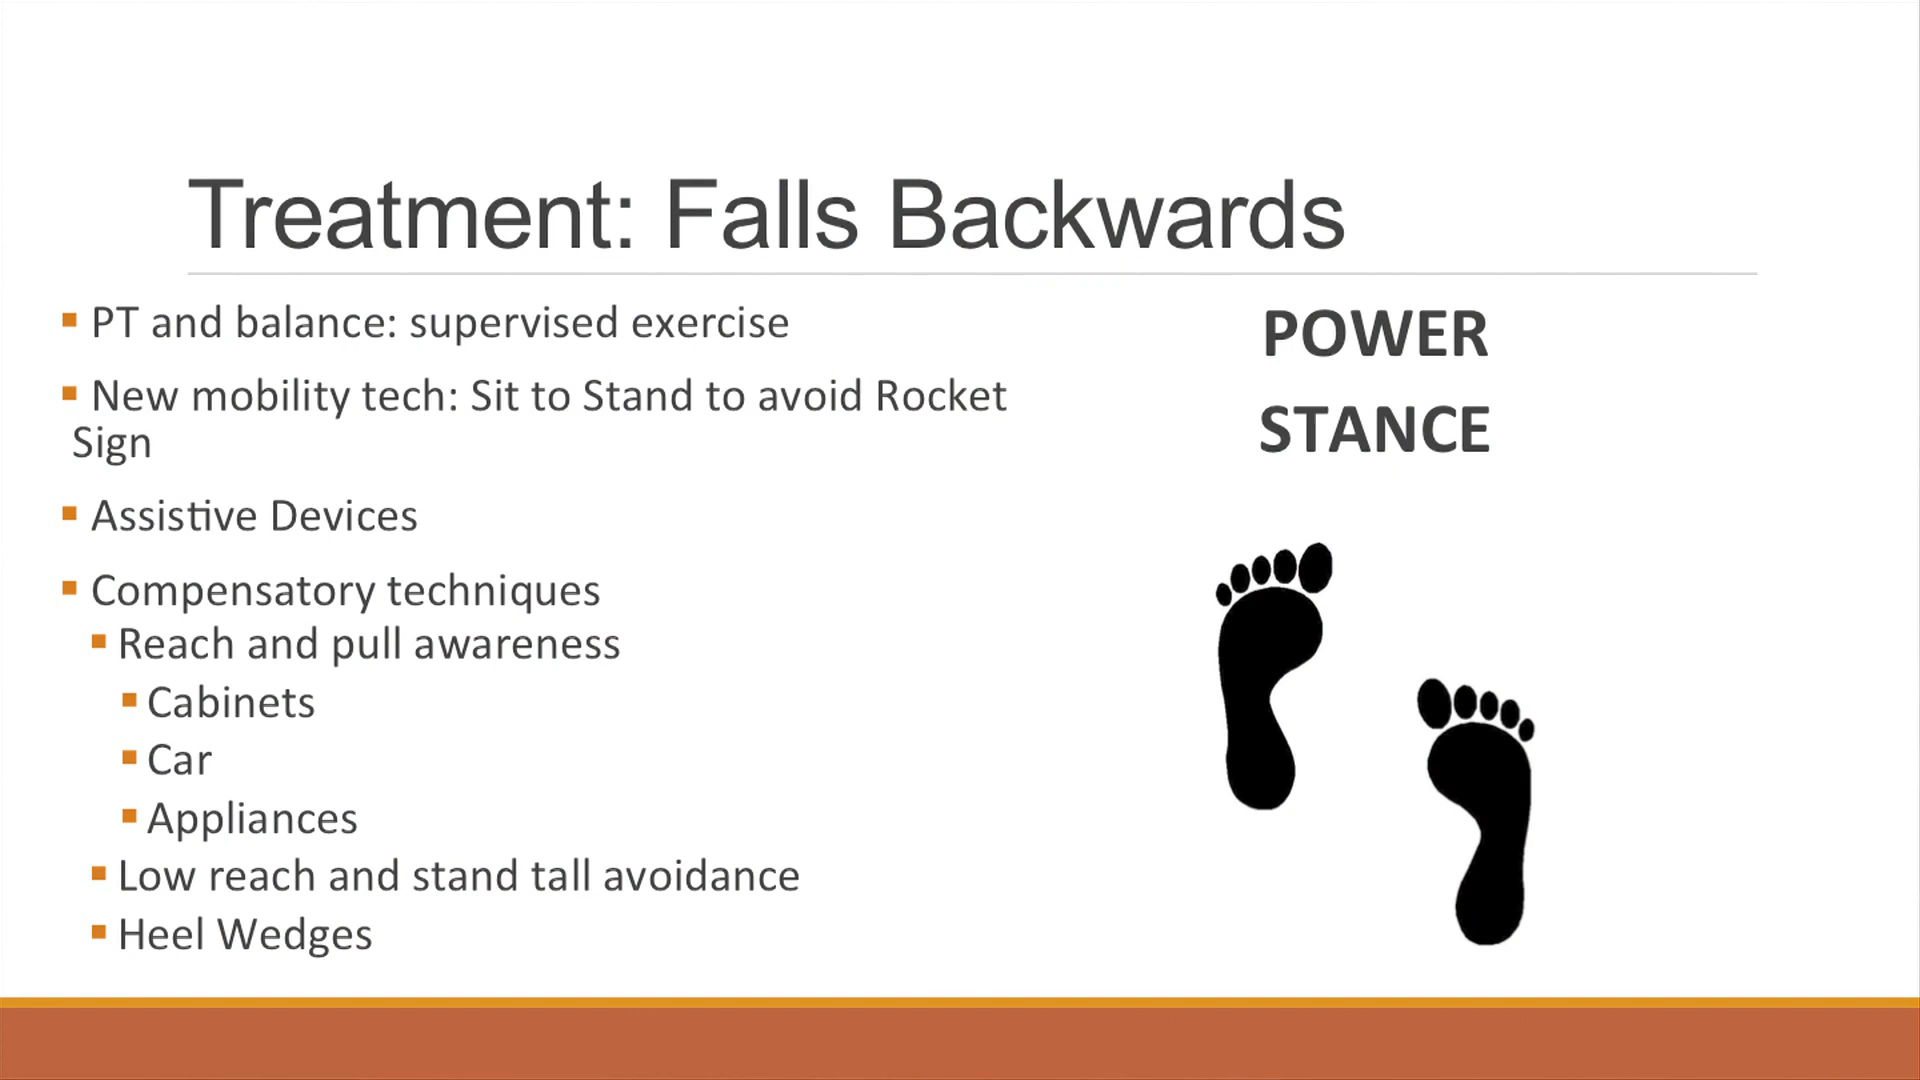 Treatment: Falls Backwards
▪ PT and balance: supervised exercise
▪ New mobility tech: Sit to Stand to avoid Rocket
Sign
▪ Assistive Devices
▪ Compensatory techniques
▪ Reach and pull awareness
▪ Cabinets
▪ Car
▪ Appliances
▪ Low reach and stand tall avoidance
▪ Heel Wedges
POWER
STANCE